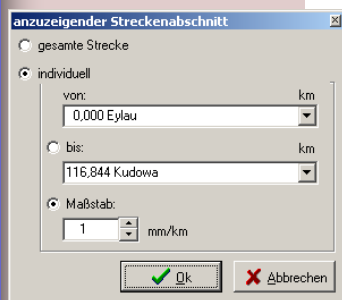 anzuzeigender Streckenabschnitt
gesamte Strecke
individuell
von: km
0,000 Eylau
bis: km
116,844 Kudowa
Maßstab:
1 mm/km
Ok Abbrechen